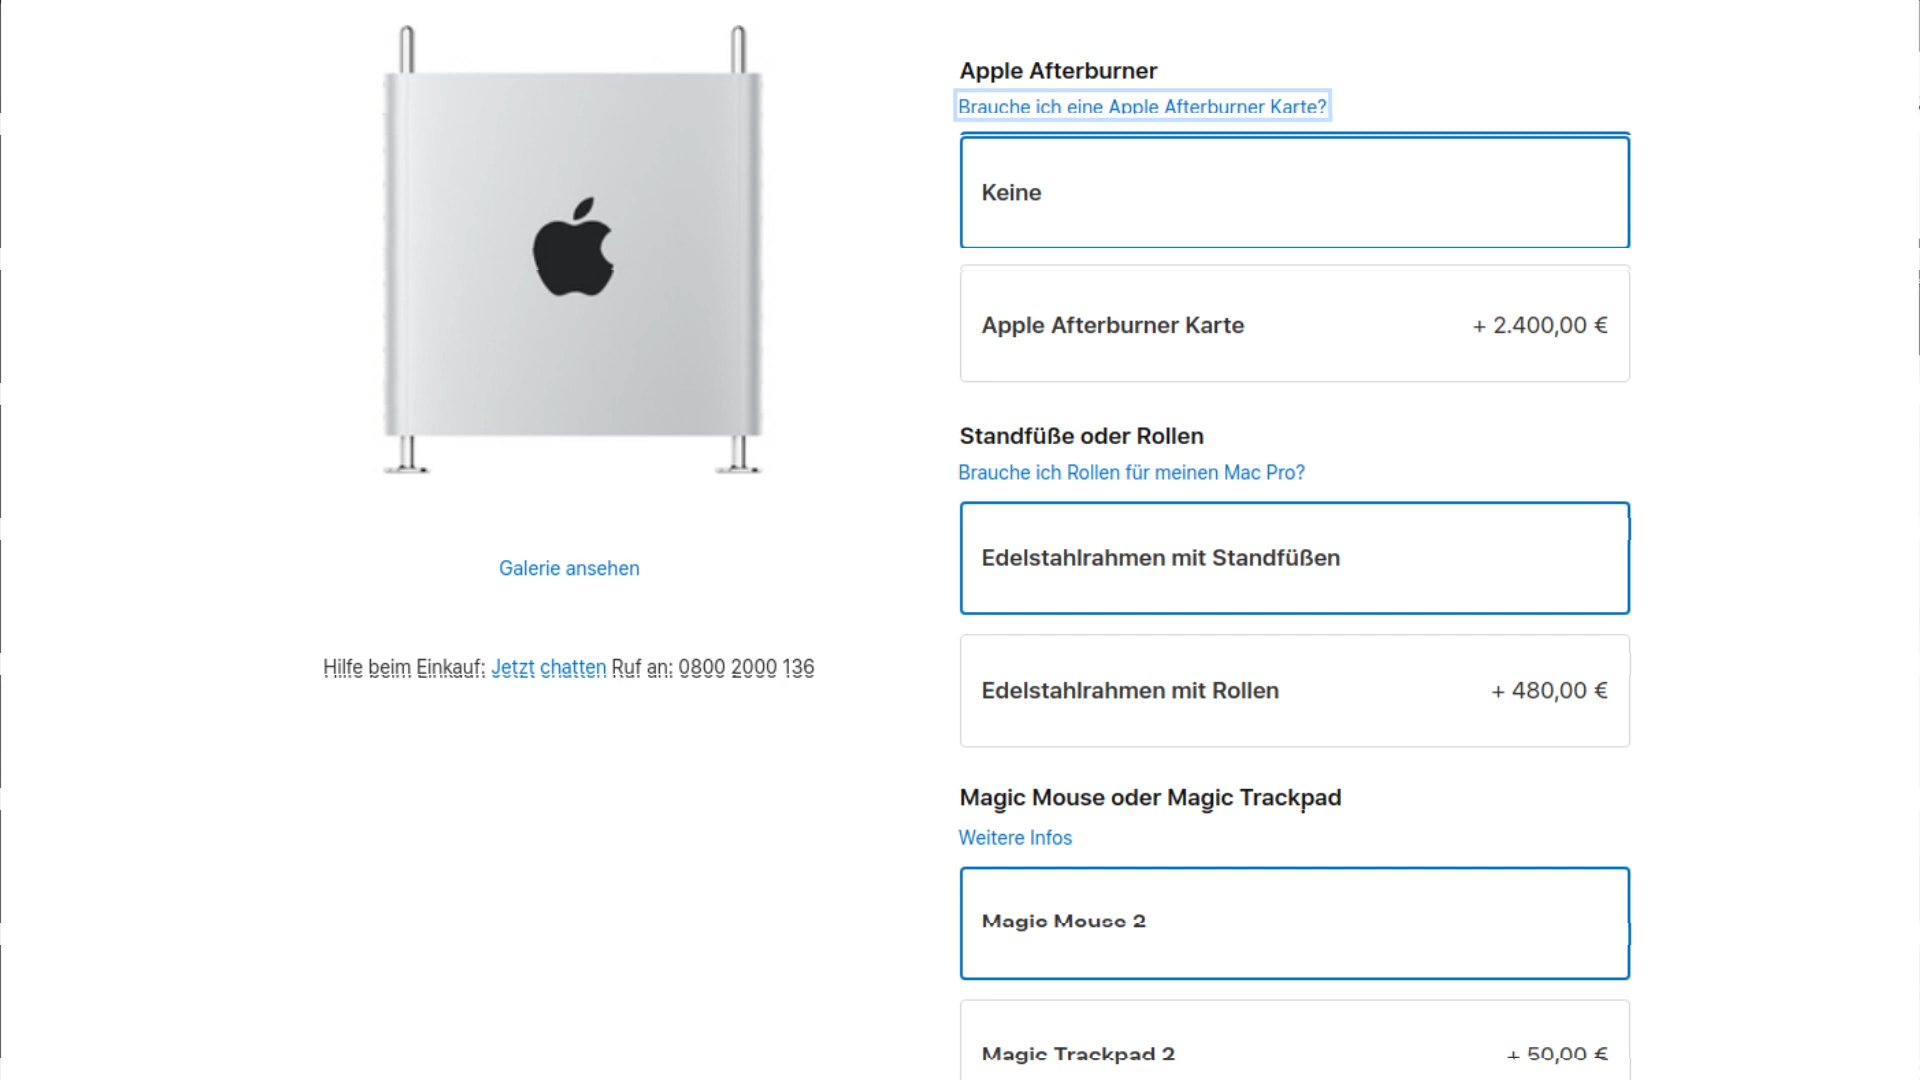 Apple Afterburner
Brauche ich eine Apple Afterburner Karte?
Keine
Apple Afterburner Karte + 2.400,00 €
Standfüße oder Rollen
Brauche ich Rollen für meinen Mac Pro?
Edelstahlrahmen mit Standfüßen
Edelstahlrahmen mit Rollen + 480,00 €
Magic Mouse oder Magic Trackpad
Weitere Infos
Magic Mouse 2
Magic Trackpad 2 + 50,00 €
Galerie ansehen
Hilfe beim Einkauf: Jetzt chatten Ruf an: 0800 2000 136